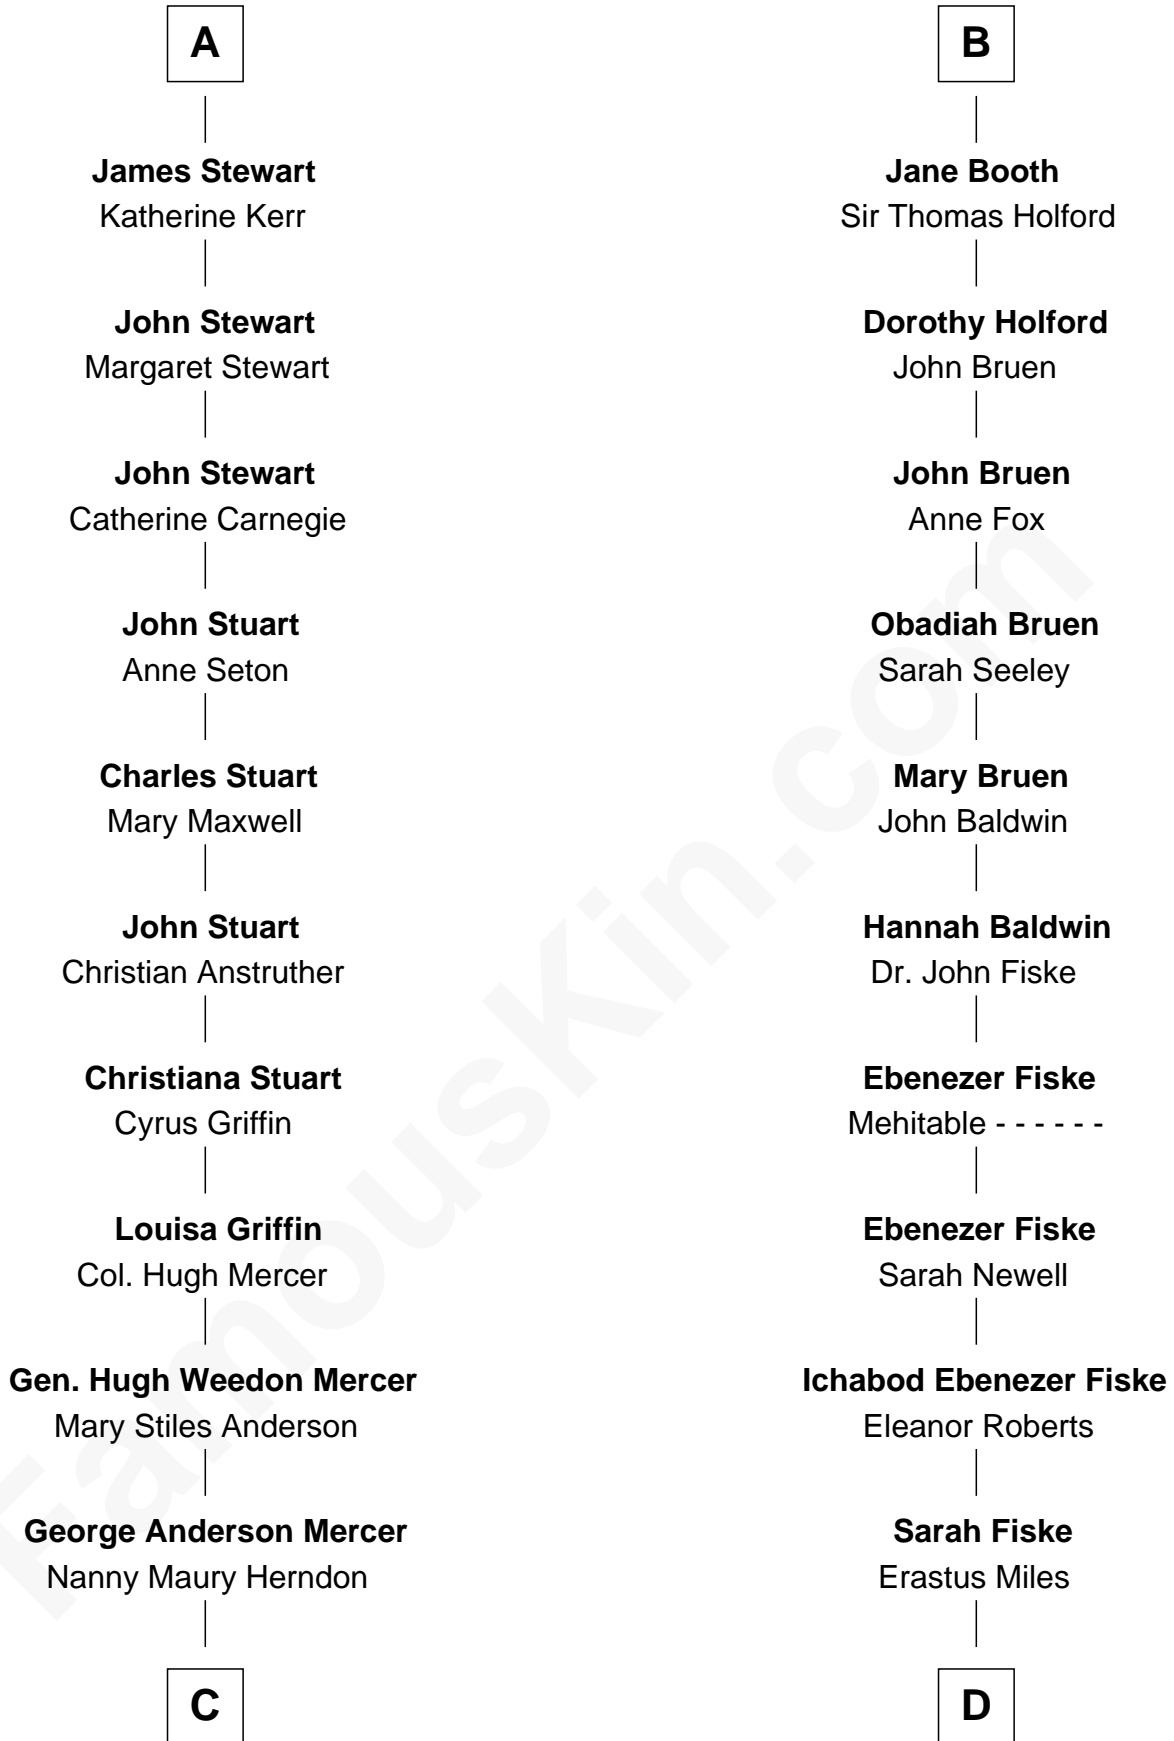 A
James Stewart
Katherine Kerr
John Stewart
Margaret Stewart
John Stewart
Catherine Carnegie
John Stuart
Anne Seton
Charles Stuart
Mary Maxwell
John Stuart
Christian Anstruther
Christiana Stuart
Cyrus Griffin
Louisa Griffin
Col. Hugh Mercer
Gen. Hugh Weedon Mercer
Mary Stiles Anderson
George Anderson Mercer
Nanny Maury Herndon
C
B
Jane Booth
Sir Thomas Holford
Dorothy Holford
John Bruen
John Bruen
Anne Fox
Obadiah Bruen
Sarah Seeley
Mary Bruen
John Baldwin
Hannah Baldwin
Dr. John Fiske
Ebenezer Fiske
Mehitable - - - - - -
Ebenezer Fiske
Sarah Newell
Ichabod Ebenezer Fiske
Eleanor Roberts
Sarah Fiske
Erastus Miles
D
FamousKin.com